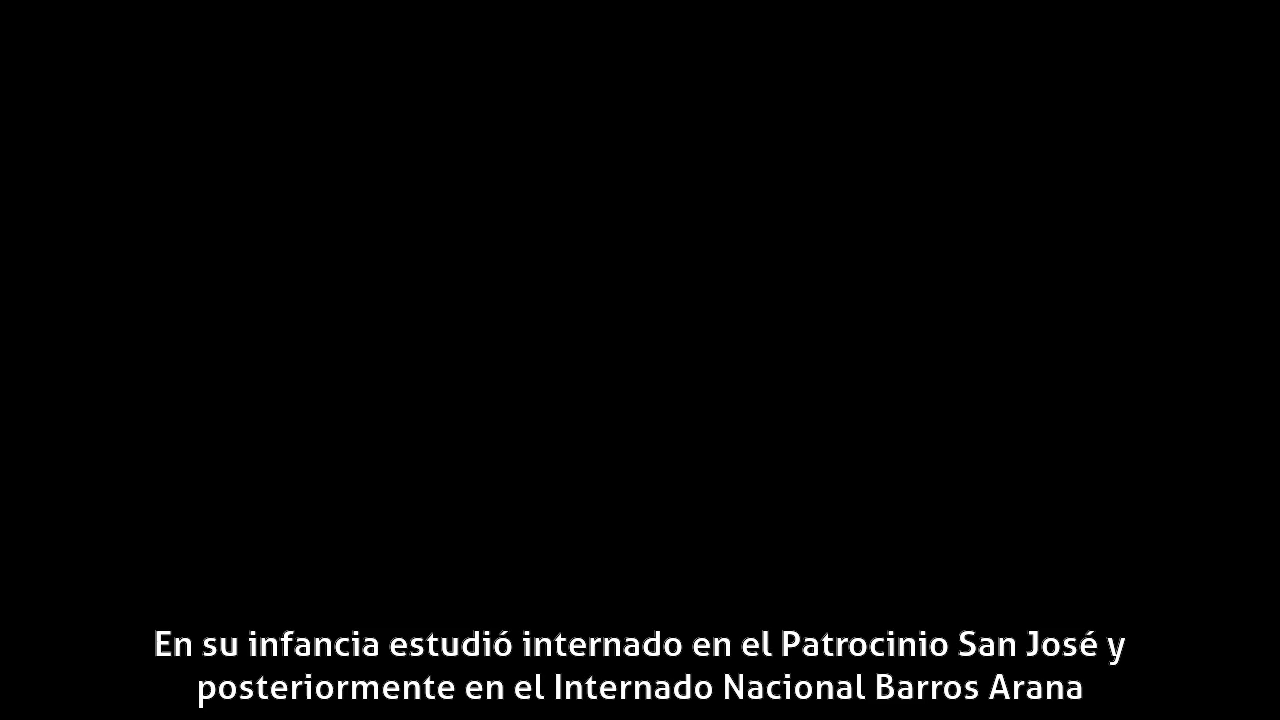 En su infancia estudió internado en el Patrocinio San José y
posteriormente en el Internado Nacional Barros Arana